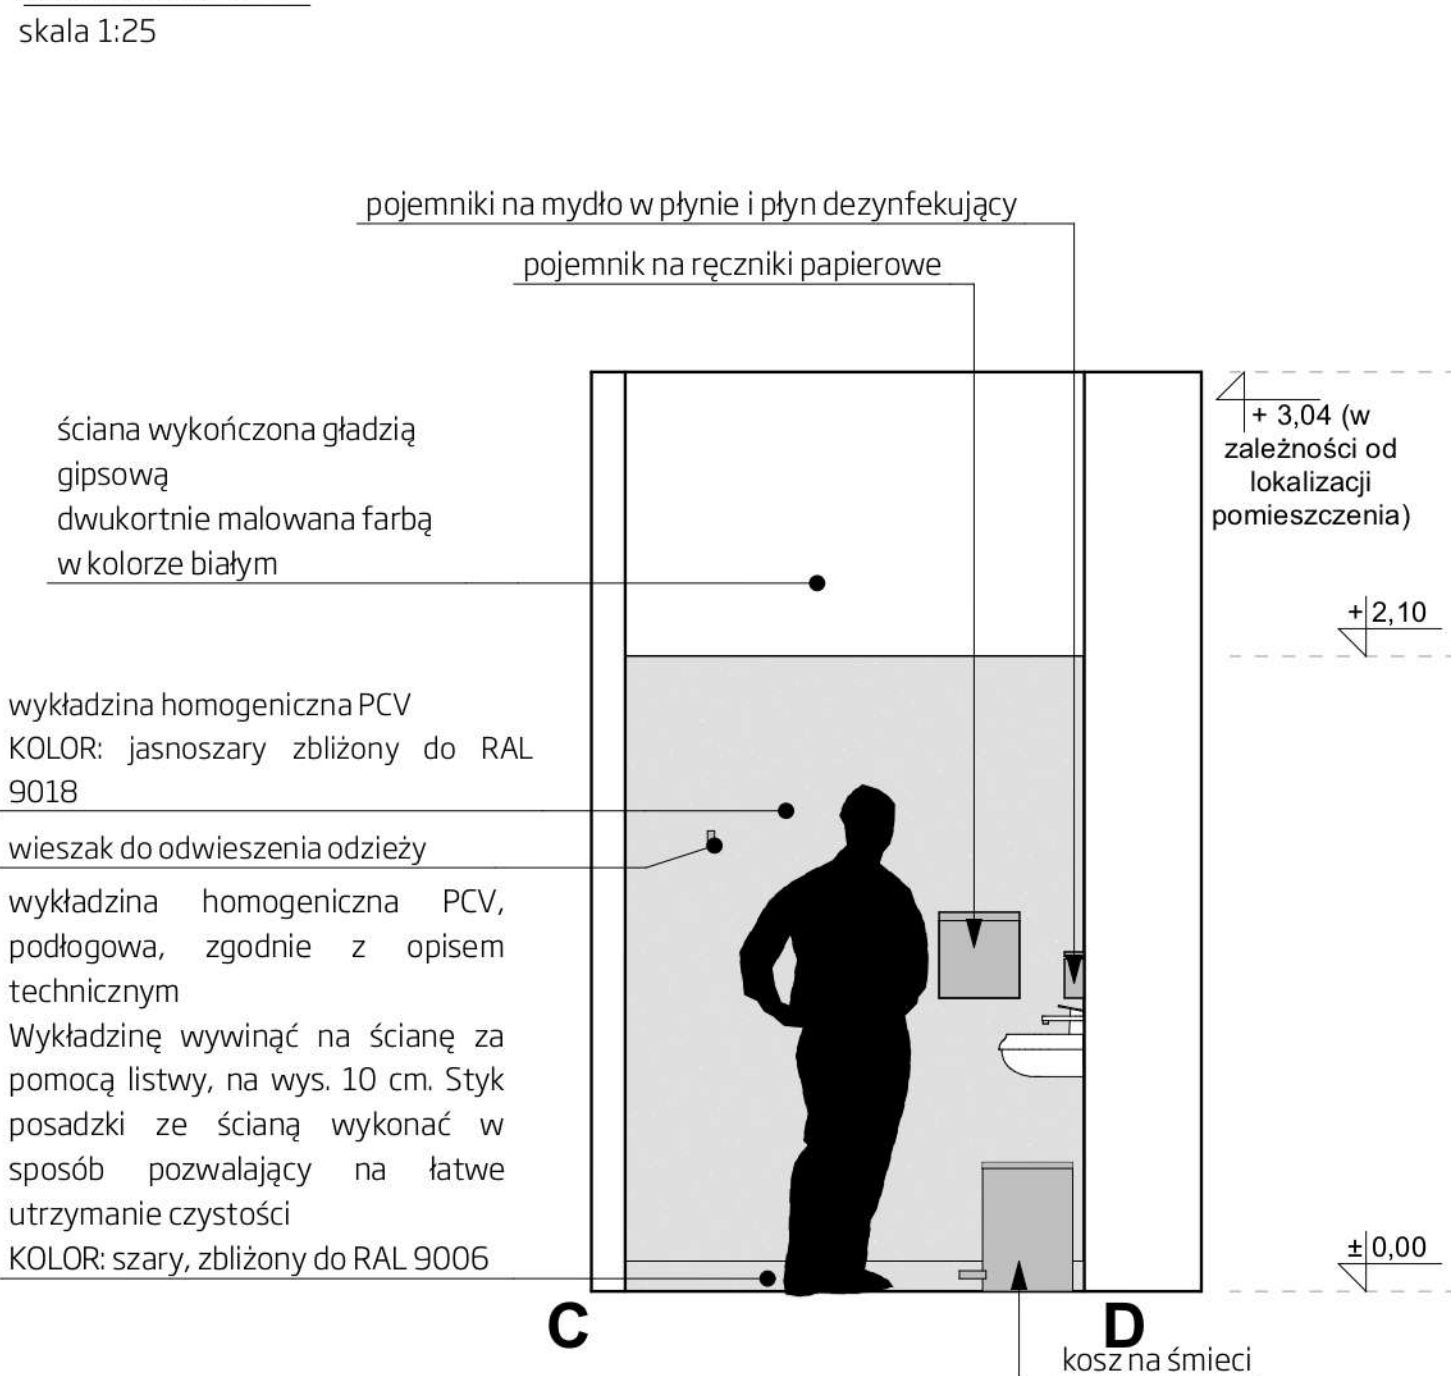 skala 1:25
pojemniki na mydło w płynie i płyn dezynfekujący
pojemnik na ręczniki papierowe
ściana wykończona gładzią
gipsową
dwukortnie malowana farbą
w kolorze białym
+ 3,04 (w
zależności od
lokalizacji
pomieszczenia)
+2,10
wykładzina homogeniczna PCV
KOLOR: jasnoszary zbliżony do RAL
9018
wieszak do odwieszenia odzieży
wykładzina homogeniczna PCV,
podłogowa, zgodnie z opisem
technicznym
Wykładzinę wywinąć na ścianę za
pomocą listwy, na wys. 10 cm. Styk
posadzki ze ścianą wykonać w
sposób pozwalający na łatwe
utrzymanie czystości
KOLOR: szary, zbliżony do RAL 9006
±0,00
C
D
kosz na śmieci